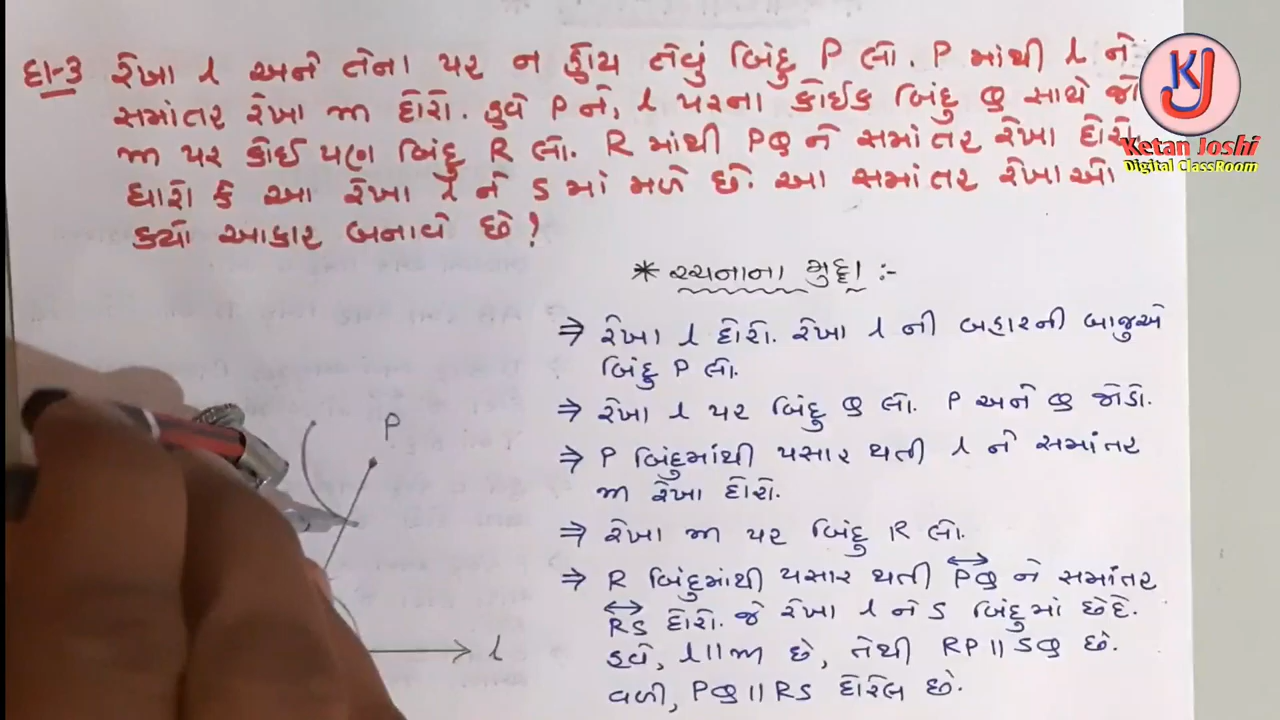 દા-૩ રેખા l અને તેના પર ન હોય તેવું બિંદુ P લો. P માંથી l ને
સમાંતર રેખા m દોરો. હવે P ને, l પરના કોઈક બિંદુ Q સાથે જો
m પર કોઈ પણ બિંદુ R લો. R માંથી PQ ને સમાંતર રેખા દોરો.
ધારો કે આ રેખા l ને S માં મળે છે. આ સમાંતર રેખાઓ
કયો આકાર બનાવે છે?
KJ
Ketan Joshi
Digital ClassRoom
* રચનાના મુદ્દા :-
⇒ રેખા l દોરો. રેખા l ની બહારની બાજુએ
બિંદુ P લો.
⇒ રેખા l પર બિંદુ Q લો. P અને Q જોડો.
⇒ P બિંદુમાંથી પસાર થતી l ને સમાંતર
m રેખા દોરો.
⇒ રેખા m પર બિંદુ R લો.
⇒ R બિંદુમાંથી પસાર થતી PQ ને સમાંતર
RS દોરો. જે રેખા l ને S બિંદુમાં છેદે.
હવે, l || m છે, તેથી RP || SQ છે.
વળી, PQ || RS દોરેલ છે.
P
l